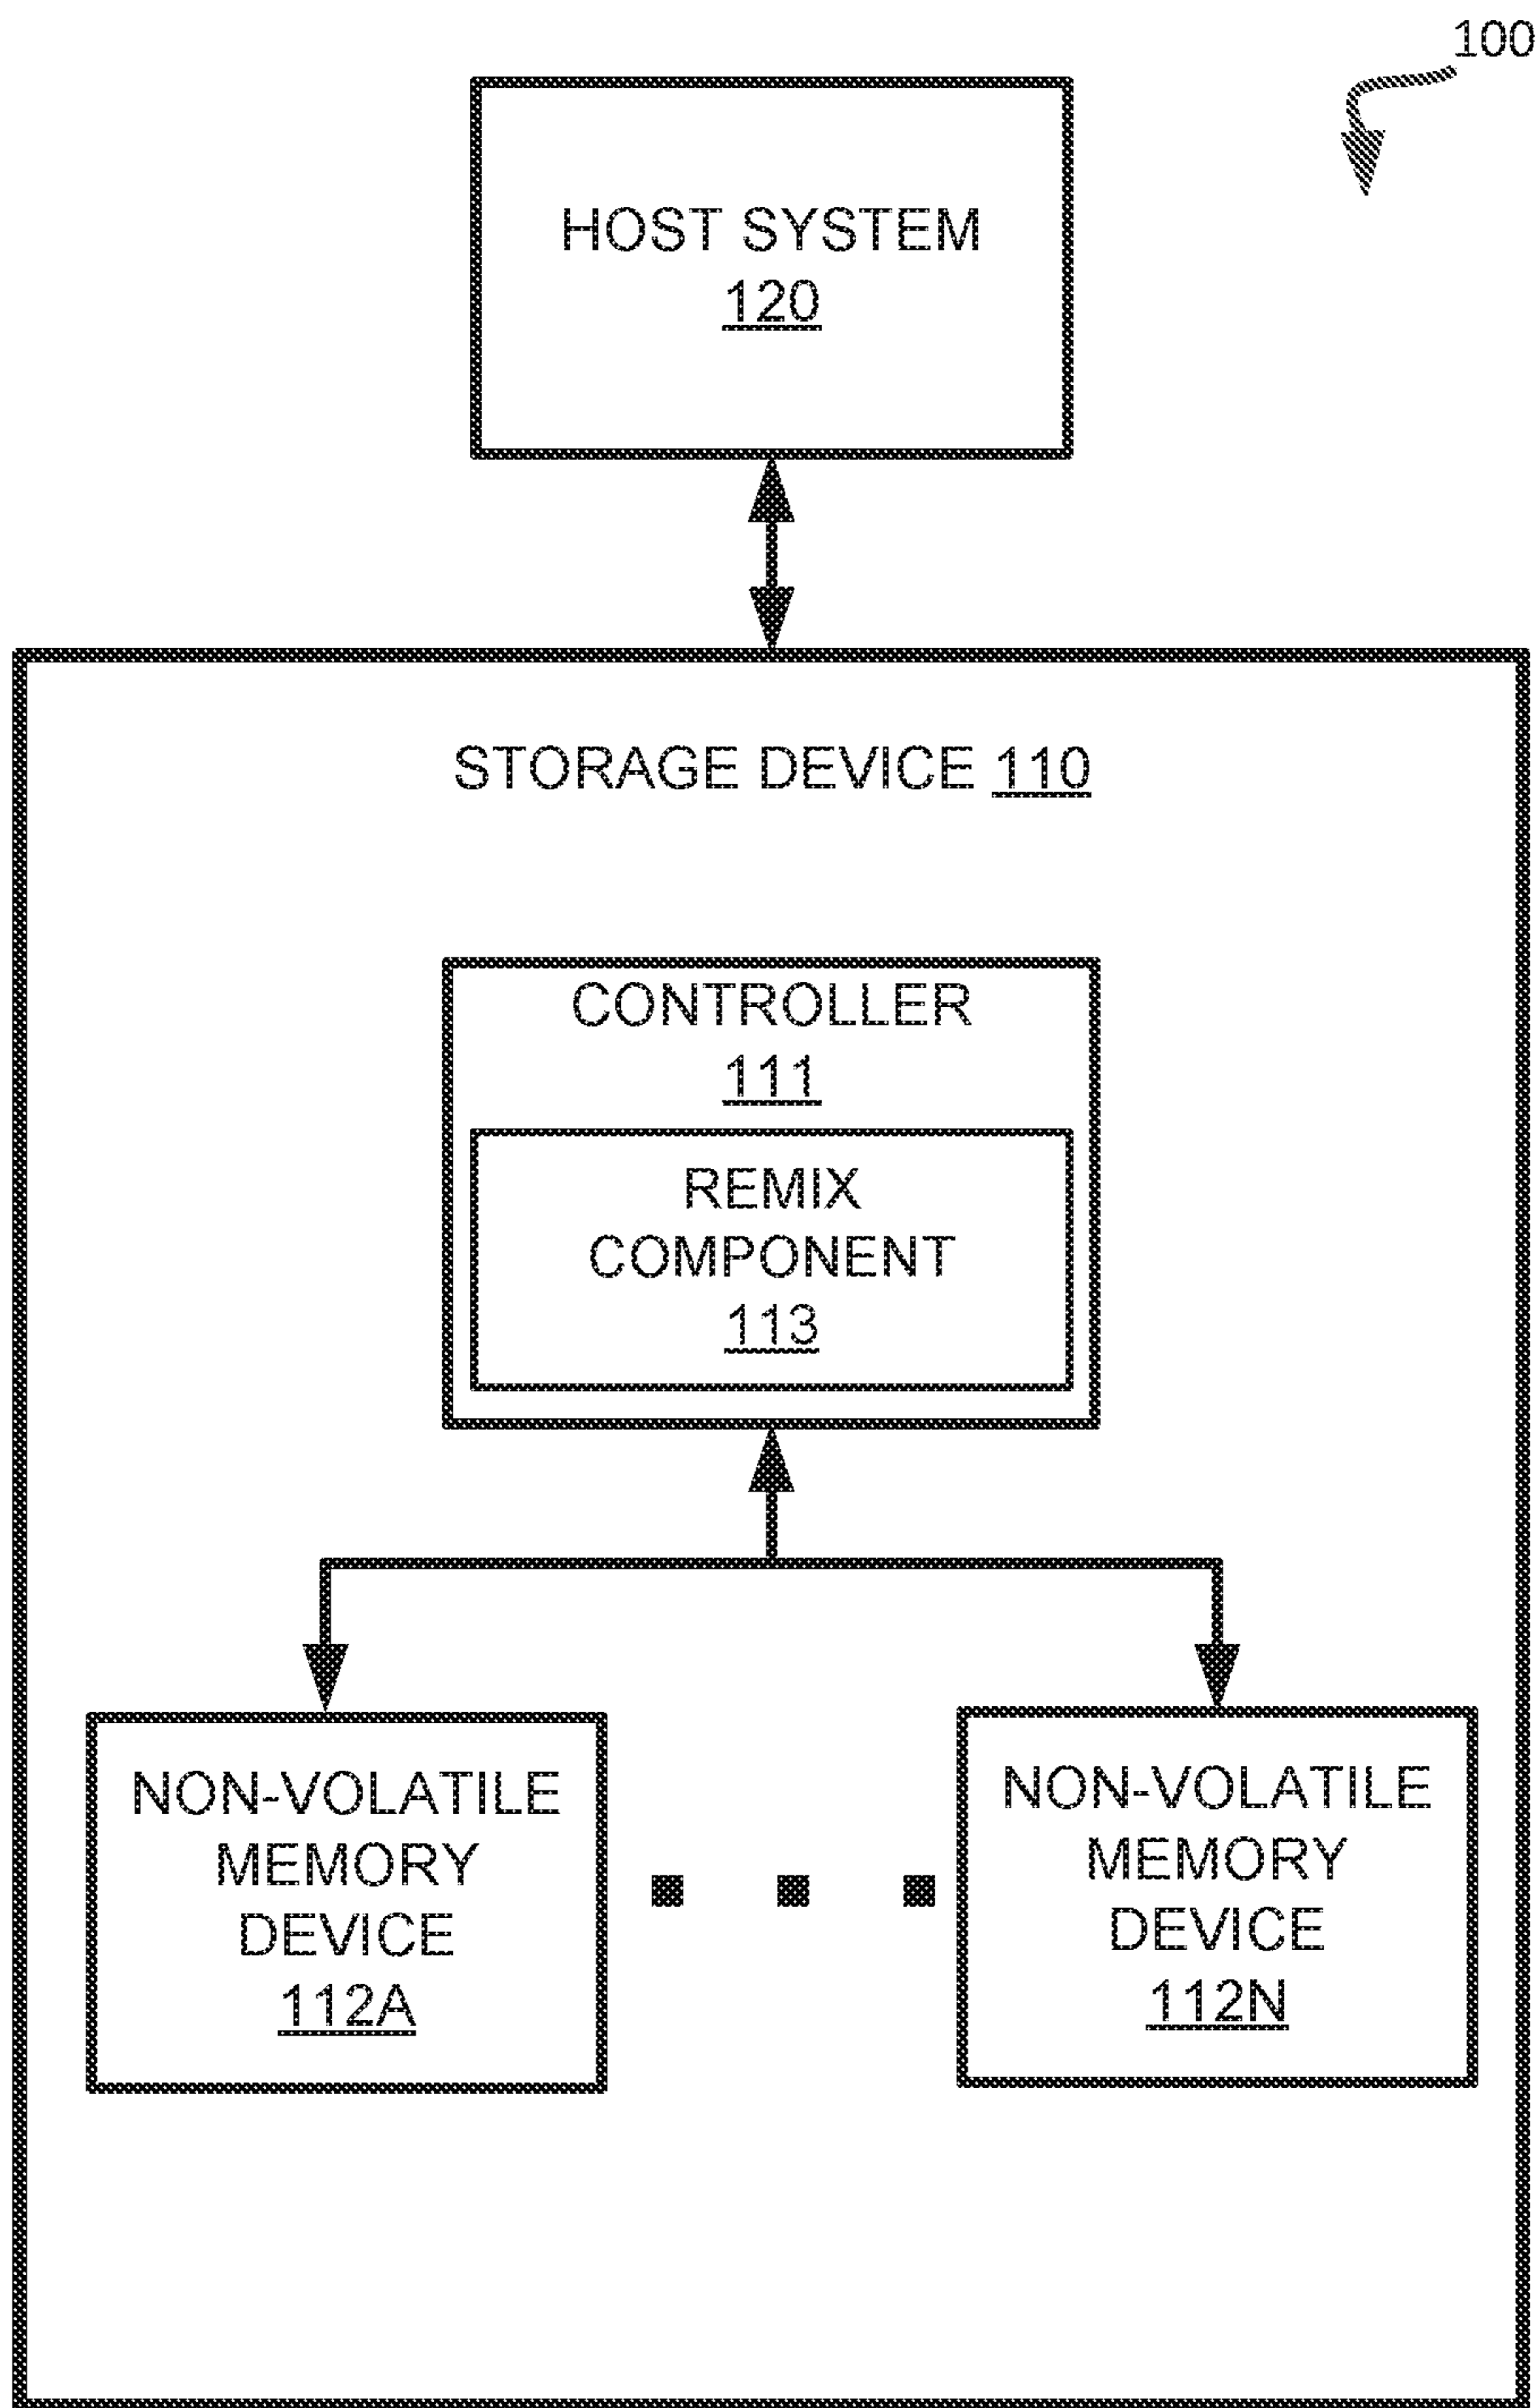 100
HOST SYSTEM
120
STORAGE DEVICE 110
CONTROLLER
111
REMIX
COMPONENT
113
NON-VOLATILE
MEMORY
DEVICE
112A
NON-VOLATILE
MEMORY
DEVICE
112N